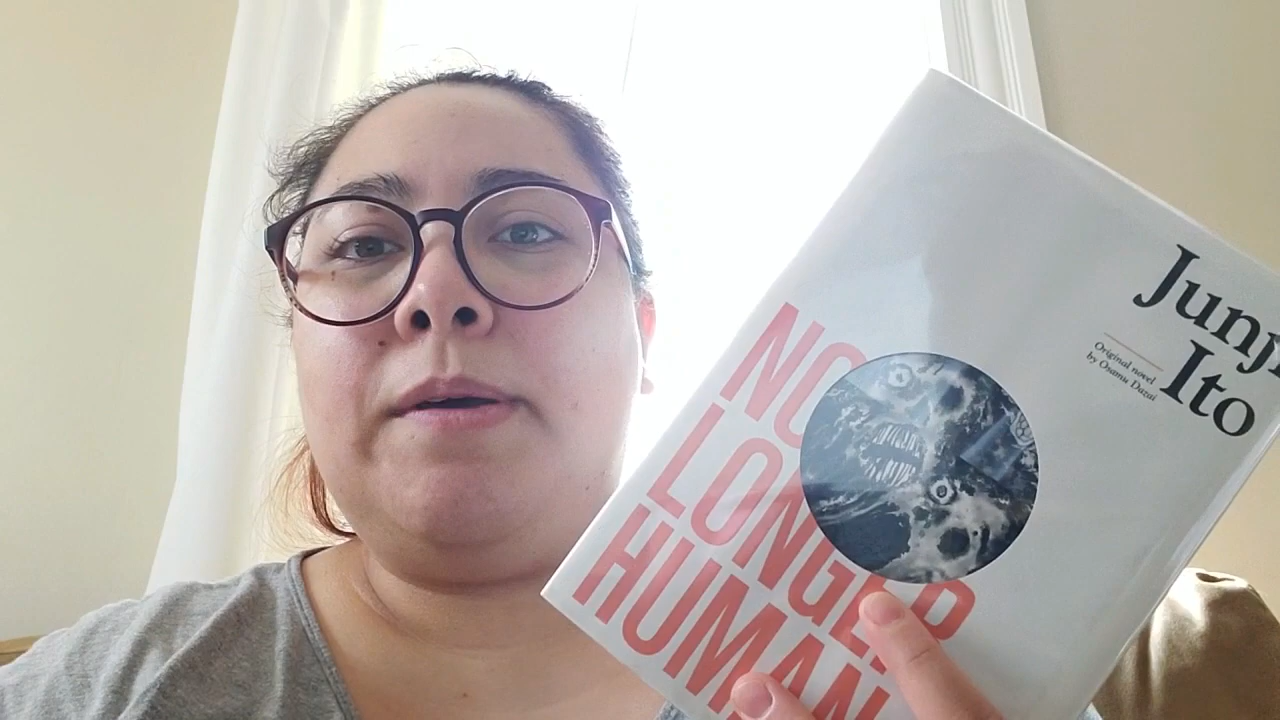 Junji
Ito
Original novel
by Osamu Dazai
NO
LONGER
HUMAN